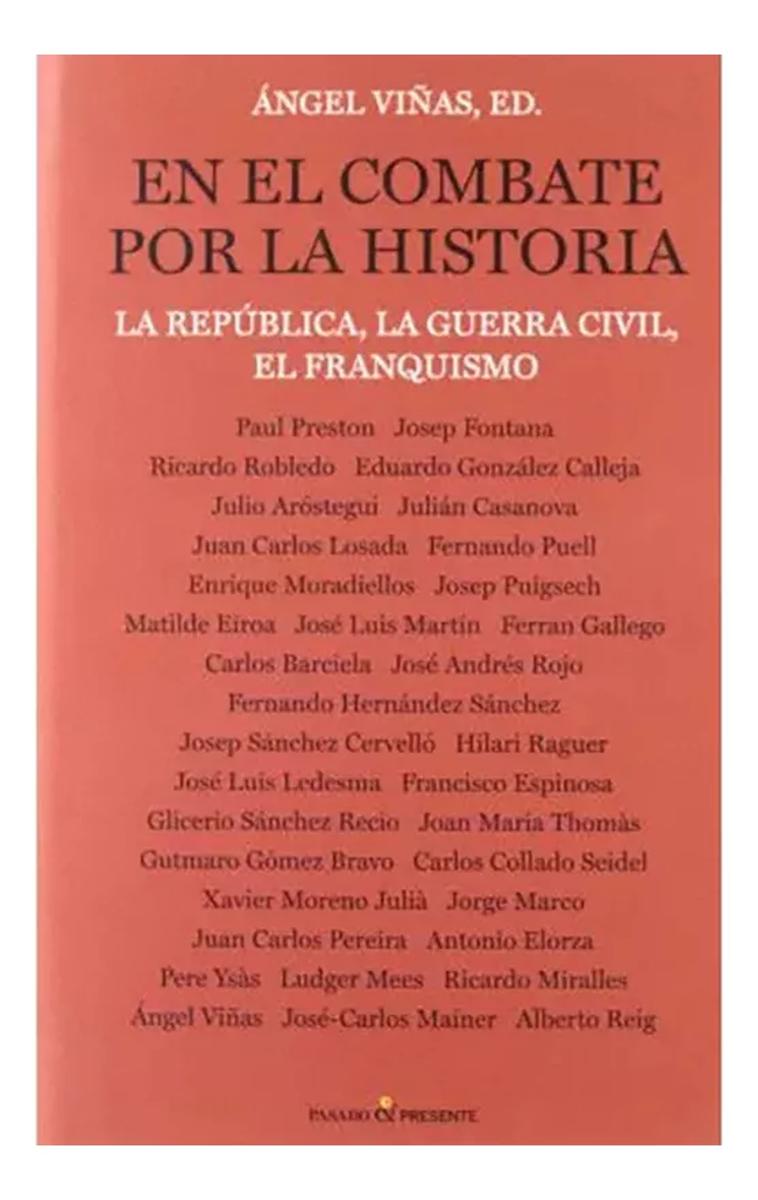 ÁNGEL VIÑAS, ED.
EN EL COMBATE
POR LA HISTORIA
LA REPÚBLICA, LA GUERRA CIVIL,
EL FRANQUISMO
Paul Preston Josep Fontana
Ricardo Robledo Eduardo González Calleja
Julio Aróstegui Julián Casanova
Juan Carlos Losada Fernando Puell
Enrique Moradiellos Josep Puigsech
Matilde Eiroa José Luis Martín Ferran Gallego
Carlos Barciela José Andrés Rojo
Fernando Hernández Sánchez
Josep Sánchez Cervelló Hilari Raguer
José Luis Ledesma Francisco Espinosa
Glicerio Sánchez Recio Joan Maria Thomàs
Gutmaro Gómez Bravo Carlos Collado Seidel
Xavier Moreno Julià Jorge Marco
Juan Carlos Pereira Antonio Elorza
Pere Ysàs Ludger Mees Ricardo Miralles
Ángel Viñas José-Carlos Mainer Alberto Reig
PASADO & PRESENTE